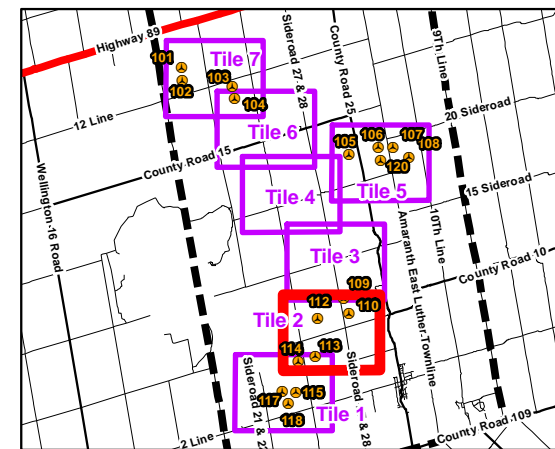 Highway 89
101
102
Tile 7
103
104
Sideroad 27 & 28
County Road 25
9Th Line
12 Line
Tile 6
County Road 15
105
106
107
108
120
Tile 5
20 Sideroad
15 Sideroad
Wellington 16 Road
Tile 4
Amaranth East Luther Townline
10Th Line
Tile 3
County Road 10
109
110
112
Tile 2
113
114
Sideroad 21 & 2
& 28
115
117
118
Tile 1
2 Line
County Road 109